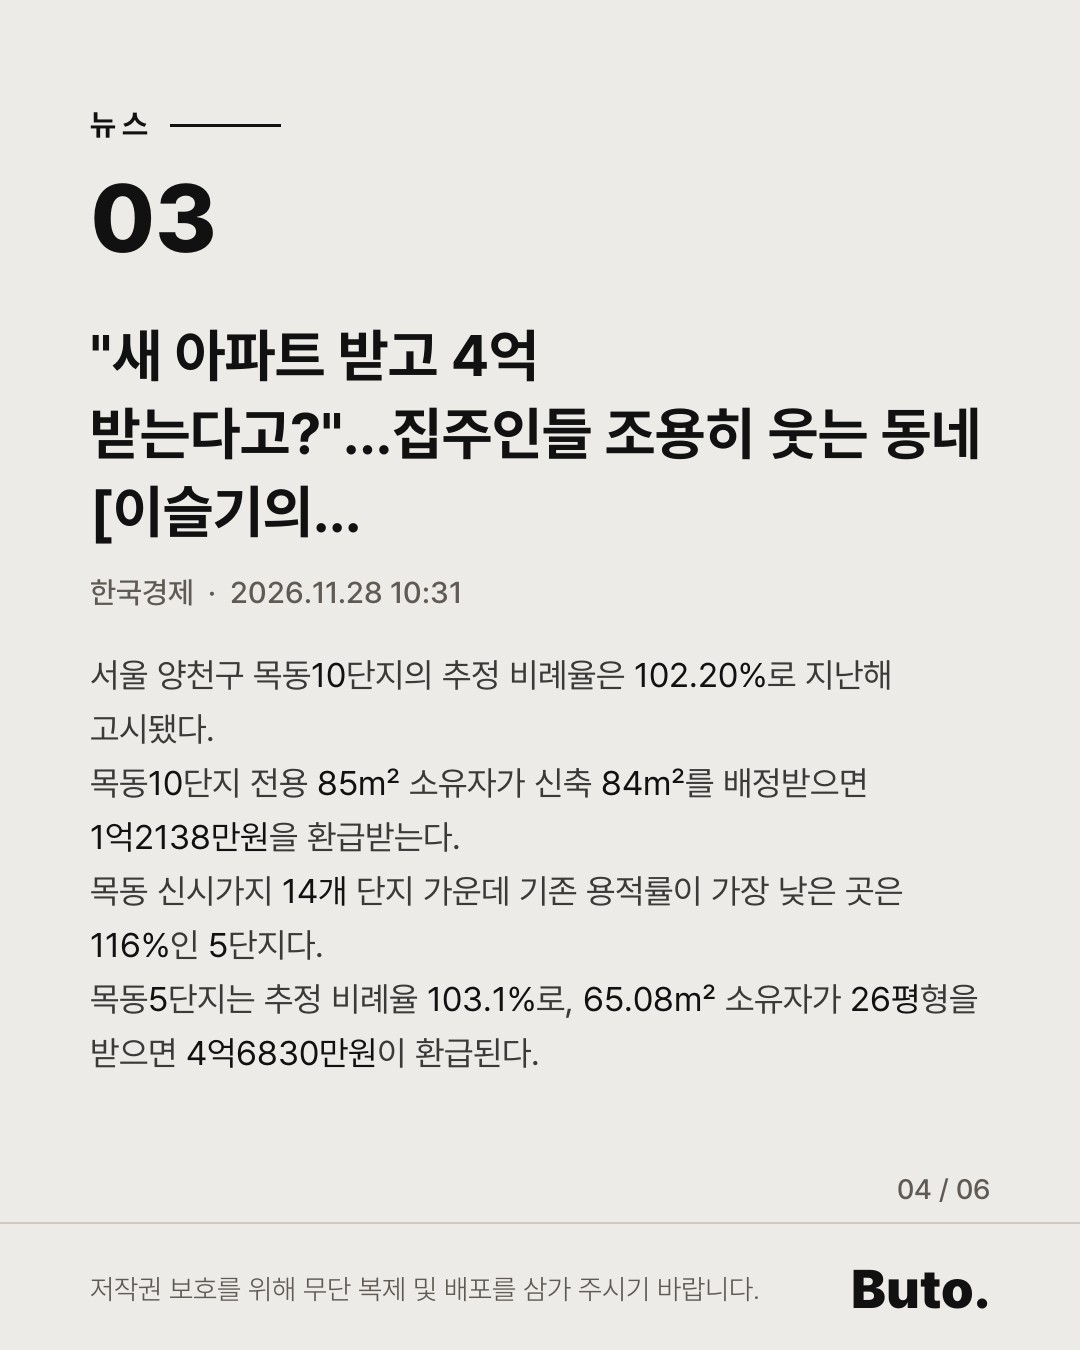 뉴스
03
"새 아파트 받고 4억
받는다고?"...집주인들 조용히 웃는 동네
[이슬기의...
한국경제 · 2026.11.28 10:31
서울 양천구 목동10단지의 추정 비례율은 102.20%로 지난해
고시됐다.
목동10단지 전용 85m² 소유자가 신축 84m²를 배정받으면
1억2138만원을 환급받는다.
목동 신시가지 14개 단지 가운데 기존 용적률이 가장 낮은 곳은
116%인 5단지다.
목동5단지는 추정 비례율 103.1%로, 65.08m² 소유자가 26평형을
받으면 4억6830만원이 환급된다.
04 / 06
저작권 보호를 위해 무단 복제 및 배포를 삼가 주시기 바랍니다.
Buto.